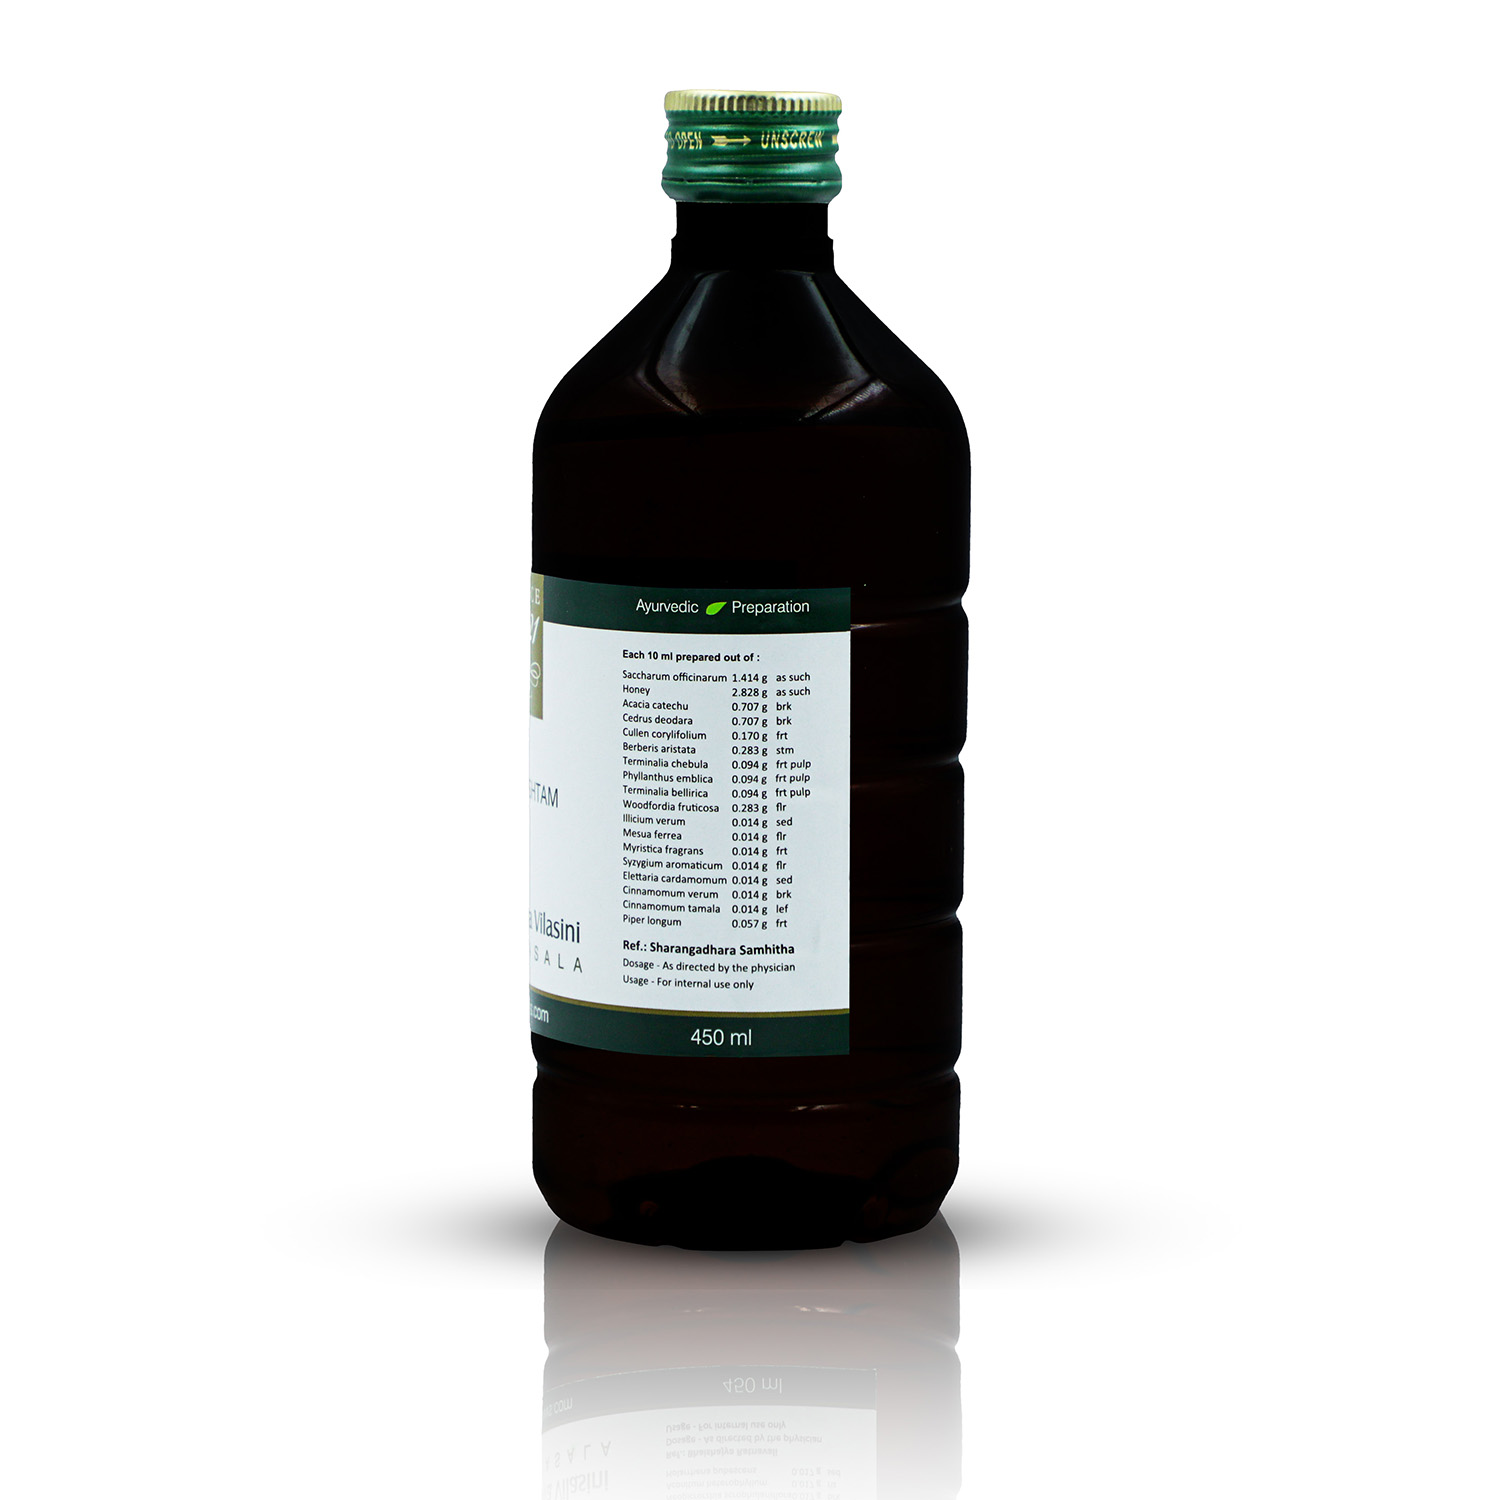 OPEN UNSCREW
Ayurvedic Preparation
Each 10 ml prepared out of :
Saccharum officinarum 1.414 g as such
Honey 2.828 g as such
Acacia catechu 0.707 g brk
Cedrus deodara 0.707 g brk
Cullen corylifolium 0.170 g frt
Berberis aristata 0.283 g stm
Terminalia chebula 0.094 g frt pulp
Phyllanthus emblica 0.094 g frt pulp
Terminalia bellirica 0.094 g frt pulp
Woodfordia fruticosa 0.283 g flr
Illicium verum 0.014 g sed
Mesua ferrea 0.014 g flr
Myristica fragrans 0.014 g frt
Syzygium aromaticum 0.014 g flr
Elettaria cardamomum 0.014 g sed
Cinnamomum verum 0.014 g brk
Cinnamomum tamala 0.014 g lef
Piper longum 0.057 g frt
Ref.: Sharangadhara Samhitha
Dosage - As directed by the physician
Usage - For internal use only
450 ml
HTAM
a Vilasini
SALA
.com